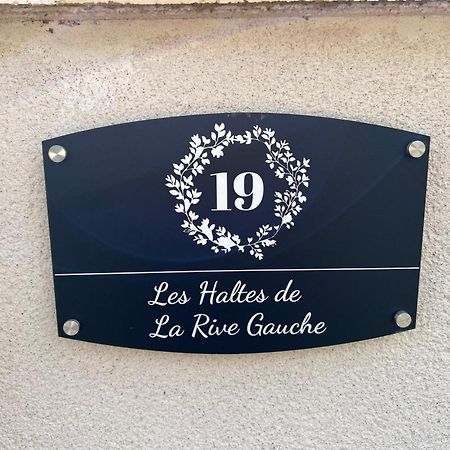 19
Les Haltes de
La Rive Gauche